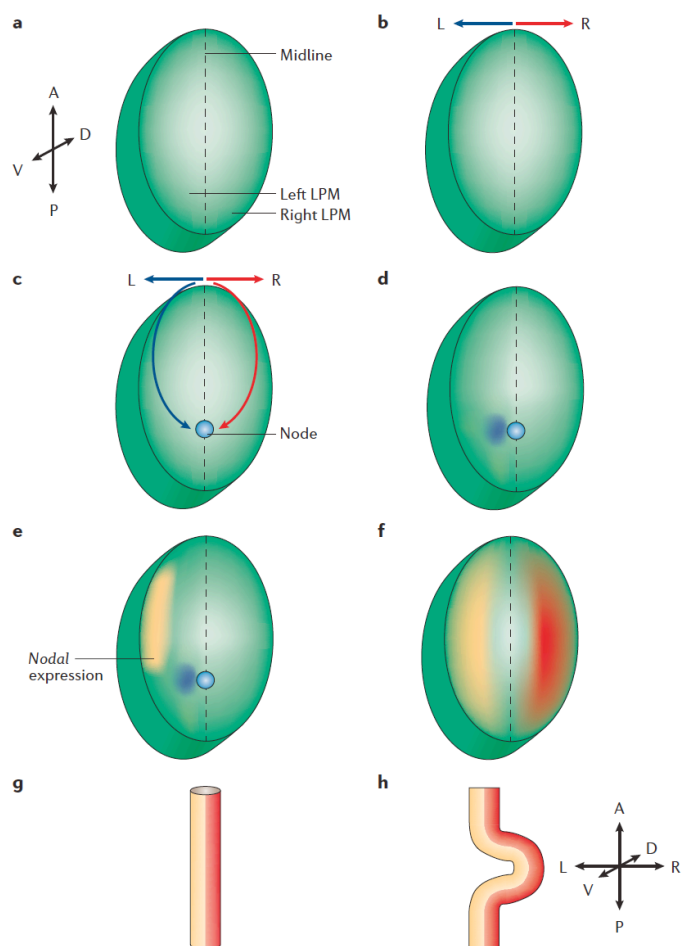 a
Midline
A
D
V
P
Left LPM
Right LPM
b
L
R
c
L
R
Node
d
e
Nodal
expression
f
g
h
A
D
L
R
V
P